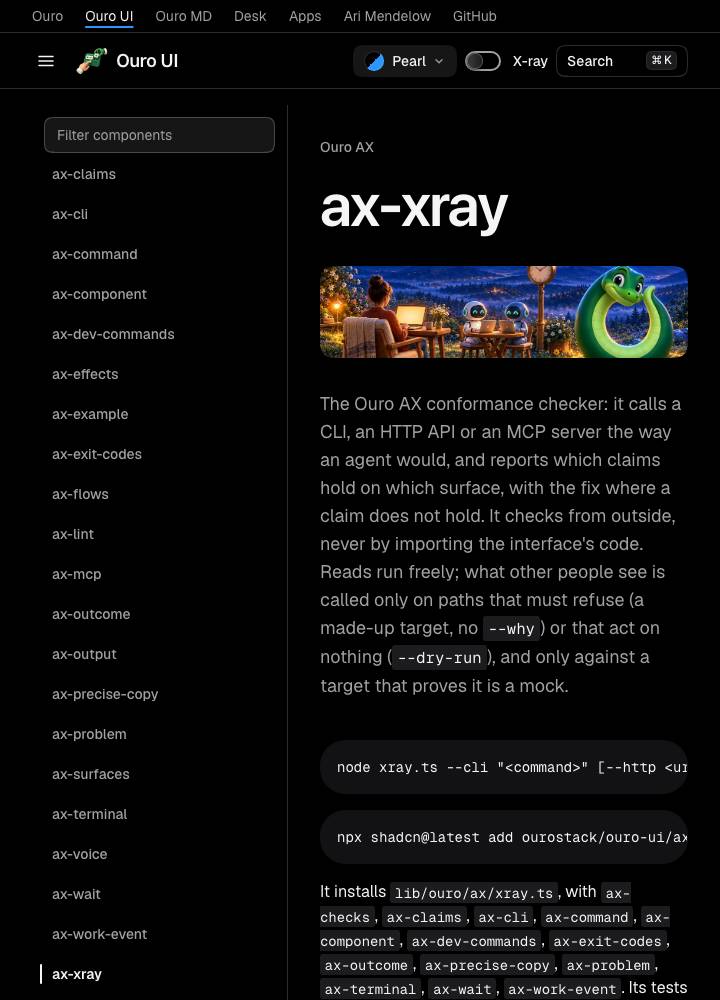 Ouro Ouro UI Ouro MD Desk Apps Ari Mendelow GitHub
Ouro UI Pearl X-ray Search ⌘ K
Filter components
ax-claims
ax-cli
ax-command
ax-component
ax-dev-commands
ax-effects
ax-example
ax-exit-codes
ax-flows
ax-lint
ax-mcp
ax-outcome
ax-output
ax-precise-copy
ax-problem
ax-surfaces
ax-terminal
ax-voice
ax-wait
ax-work-event
ax-xray
Ouro AX
ax-xray
The Ouro AX conformance checker: it calls a
CLI, an HTTP API or an MCP server the way
an agent would, and reports which claims
hold on which surface, with the fix where a
claim does not hold. It checks from outside,
never by importing the interface's code.
Reads run freely; what other people see is
called only on paths that must refuse (a
made-up target, no --why) or that act on
nothing (--dry-run), and only against a
target that proves it is a mock.
node xray.ts --cli "<command>" [--http <ur
npx shadcn@latest add ourostack/ouro-ui/ax
It installs lib/ouro/ax/xray.ts, with ax-
checks, ax-claims, ax-cli, ax-command, ax-
component, ax-dev-commands, ax-exit-codes,
ax-outcome, ax-precise-copy, ax-problem,
ax-terminal, ax-wait, ax-work-event. Its tests